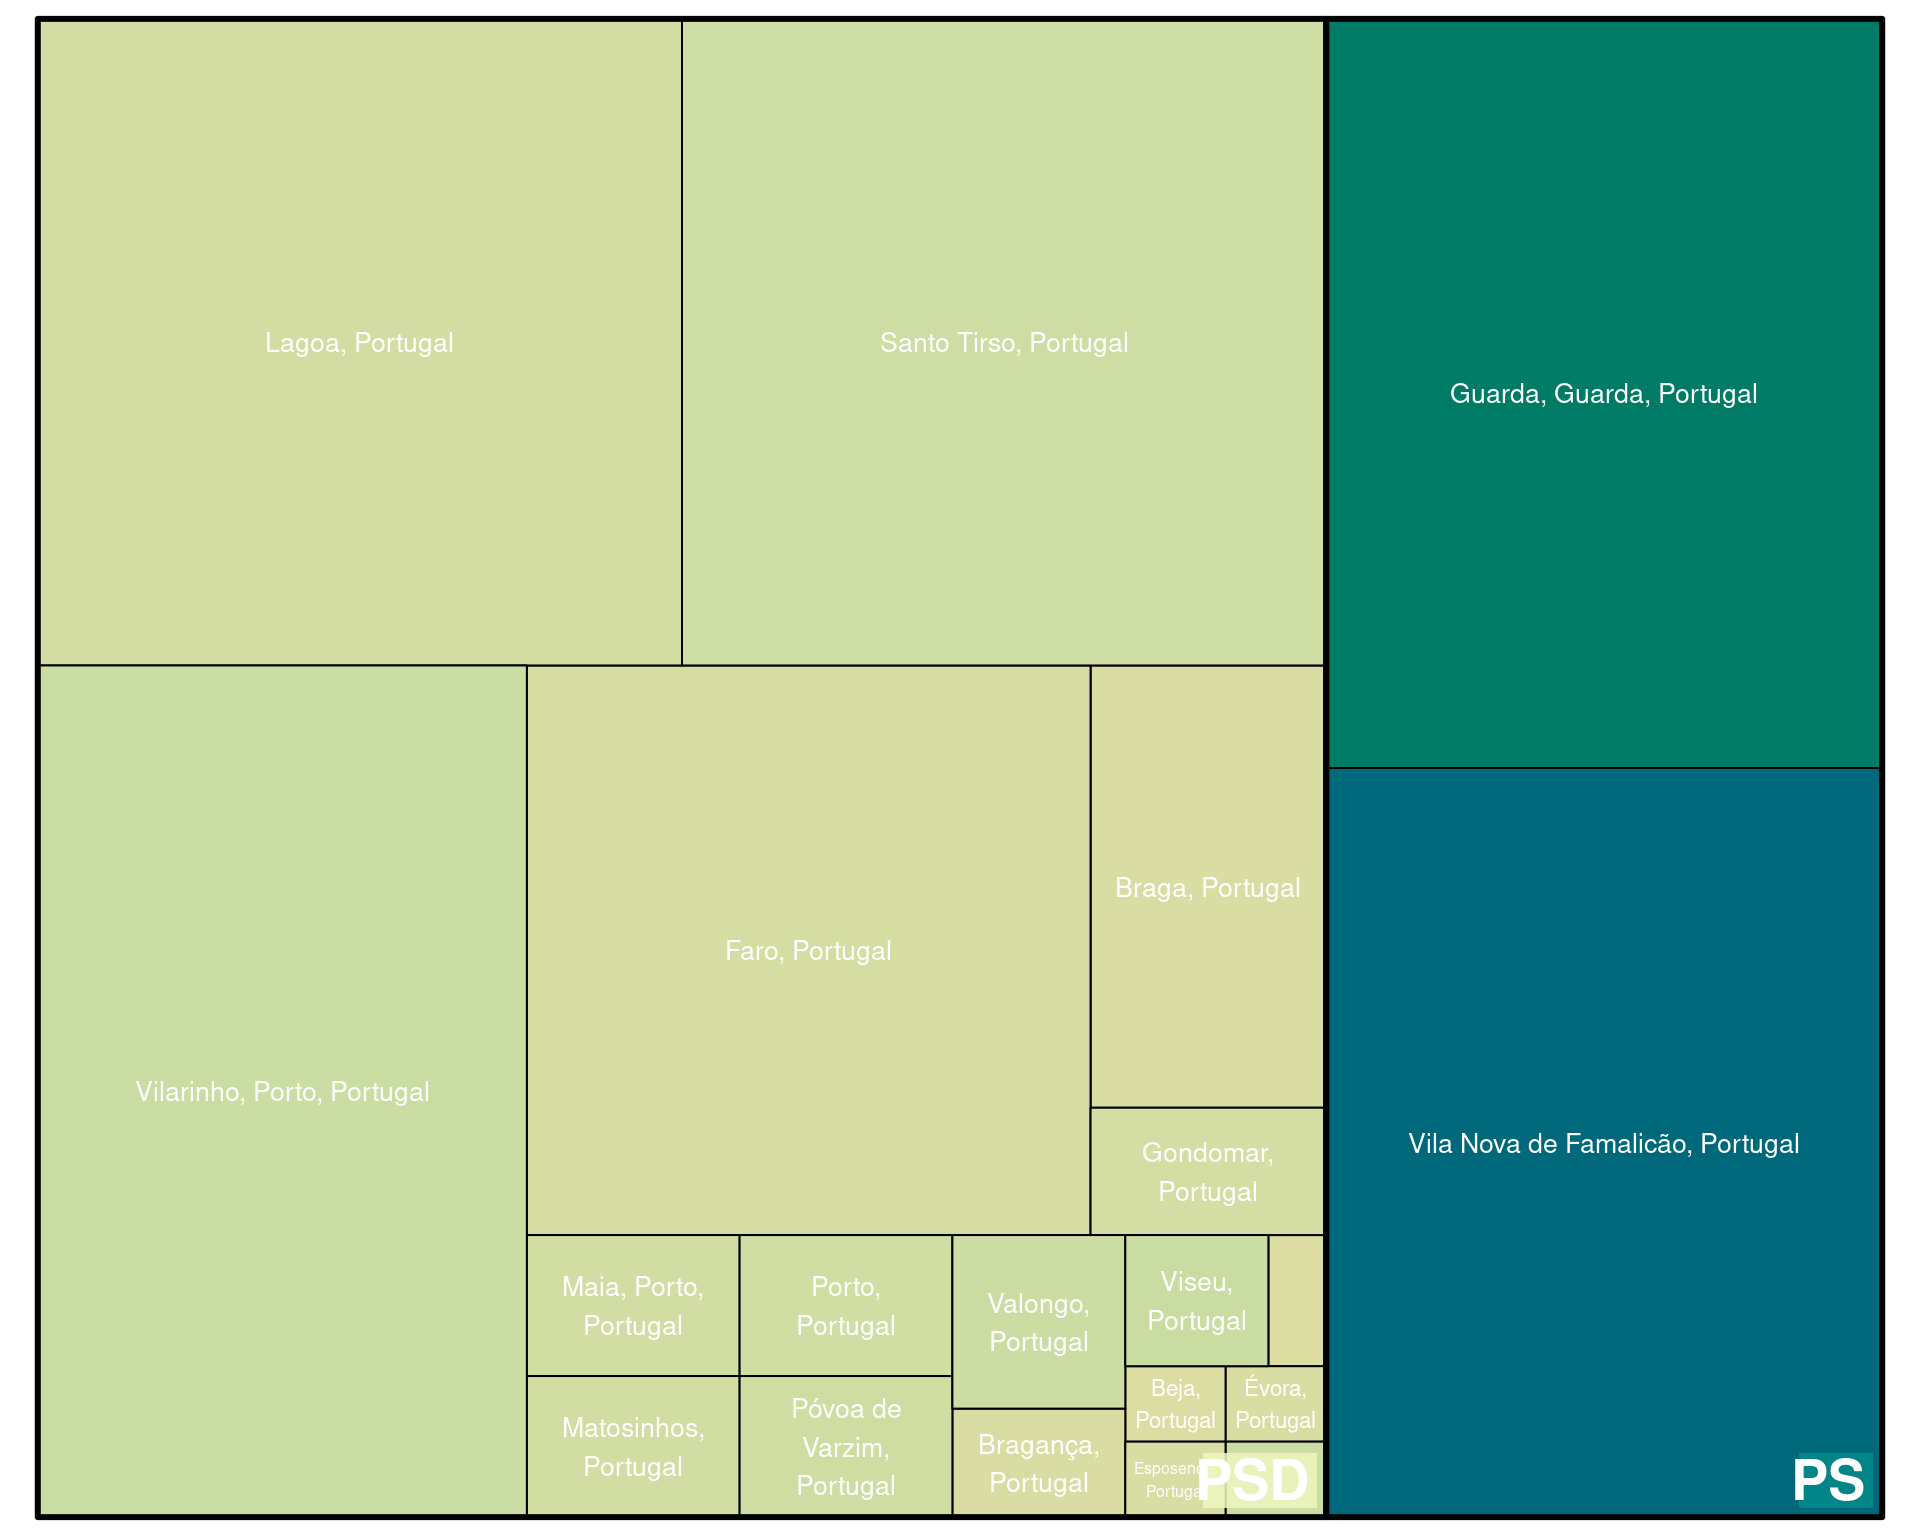 Lagoa, Portugal
Santo Tirso, Portugal
Guarda, Guarda, Portugal
Vilarinho, Porto, Portugal
Faro, Portugal
Braga, Portugal
Gondomar,
Portugal
Vila Nova de Famalicão, Portugal
Maia, Porto,
Portugal
Porto,
Portugal
Valongo,
Portugal
Viseu,
Portugal
Matosinhos,
Portugal
Póvoa de
Varzim,
Portugal
Bragança,
Portugal
Beja,
Portugal
Évora,
Portugal
PSD
PS